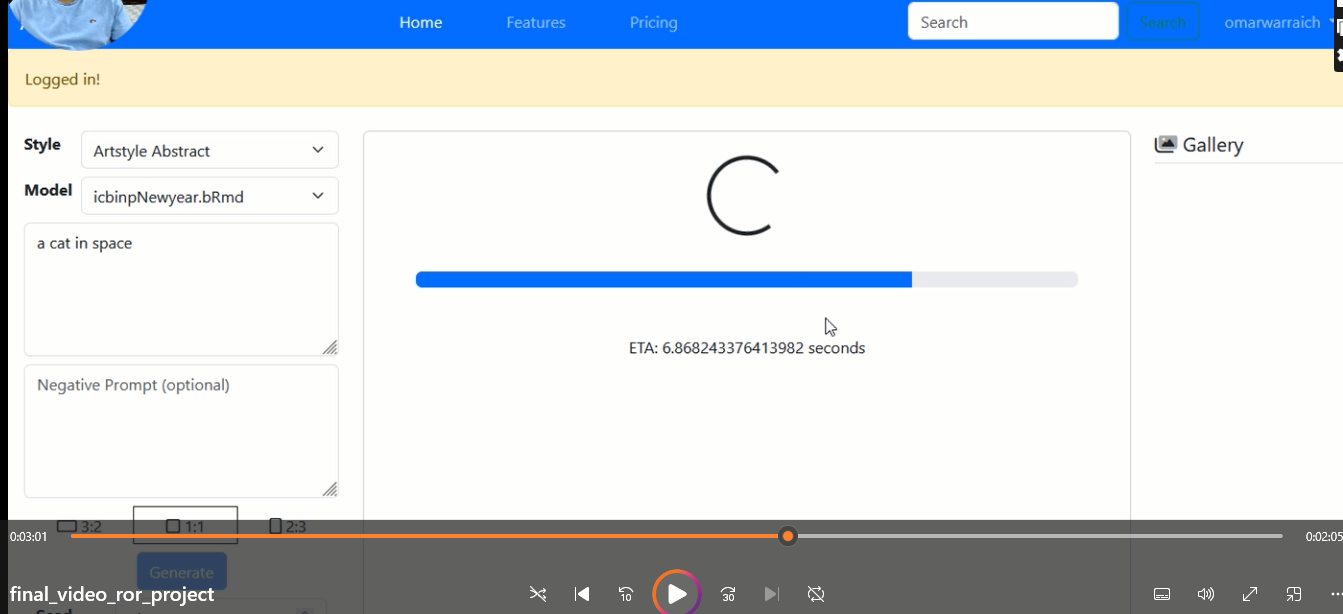 Home Features Pricing Search Search omarwarraich
Logged in!
Style Artstyle Abstract
Model icbinpNewyear.bRmd
a cat in space
Negative Prompt (optional)
3:2 1:1 2:3
Generate
Gallery
ETA: 6.868243376413982 seconds
0:03:01 0:02:05
final_video_ror_project
10 30